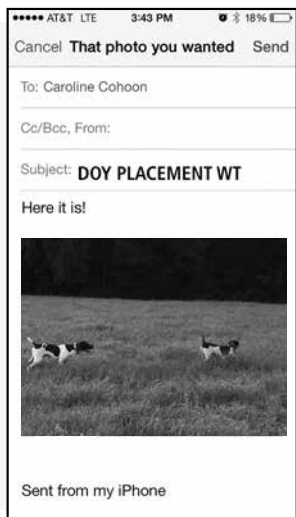 ●●●●● AT&T LTE 3:43 PM 18%
Cancel That photo you wanted Send
To: Caroline Cohoon
Cc/Bcc, From:
Subject: DOY PLACEMENT WT
Here it is!
Sent from my iPhone